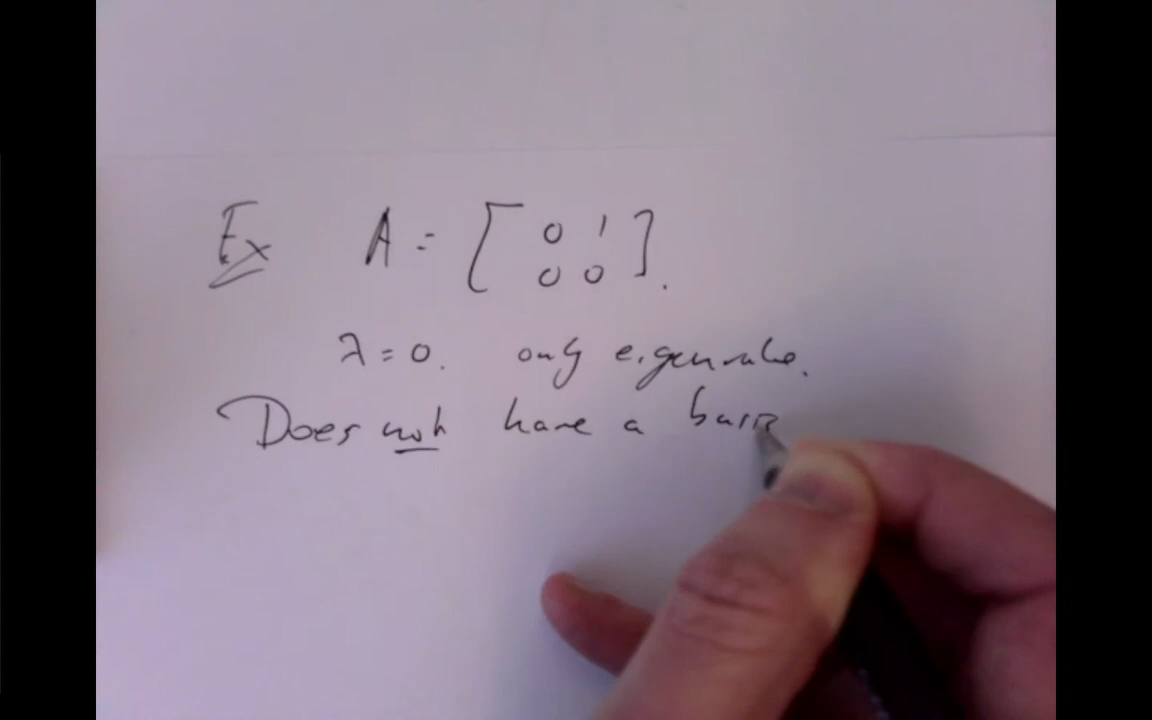 Ex A = [ 0 1
0 0 ].
λ = 0. only eigenvalue.
Does not have a basis